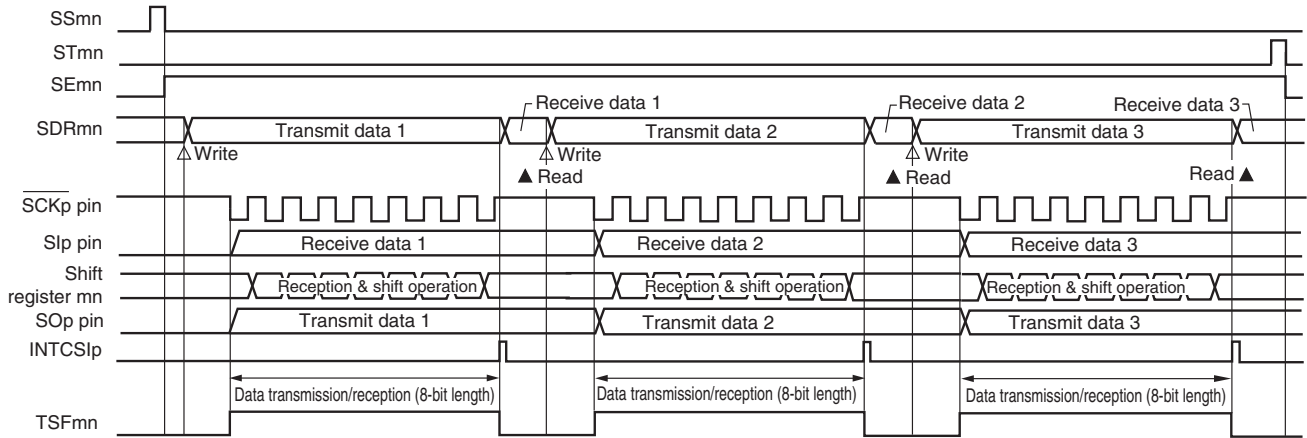 SSmn
STmn
SEmn
Receive data 1 Receive data 2 Receive data 3
SDRmn Transmit data 1 Transmit data 2 Transmit data 3
Write Write Write
Read Read Read
SCKp pin
SIp pin Receive data 1 Receive data 2 Receive data 3
Shift
register mn Reception & shift operation Reception & shift operation Reception & shift operation
SOp pin Transmit data 1 Transmit data 2 Transmit data 3
INTCSIp
Data transmission/reception (8-bit length) Data transmission/reception (8-bit length) Data transmission/reception (8-bit length)
TSFmn